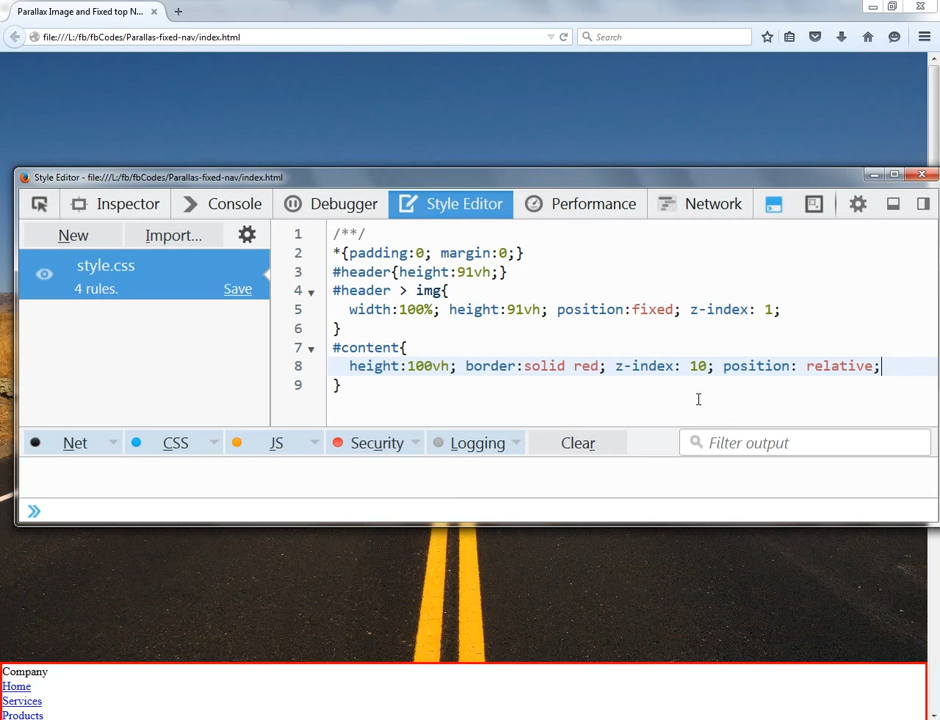 Parallax Image and Fixed top N...
file:///L:/fb/fbCodes/Parallas-fixed-nav/index.html
Search
Style Editor - file:///L:/fb/fbCodes/Parallas-fixed-nav/index.html
Inspector Console Debugger Style Editor Performance Network
New Import...
style.css
4 rules. Save
1 /**/
2 *{padding:0; margin:0;}
3 #header{height:91vh;}
4 #header > img{
5 width:100%; height:91vh; position:fixed; z-index: 1;
6 }
7 #content{
8 height:100vh; border:solid red; z-index: 10; position: relative;
9 }
Net CSS JS Security Logging Clear Filter output
Company
Home
Services
Products